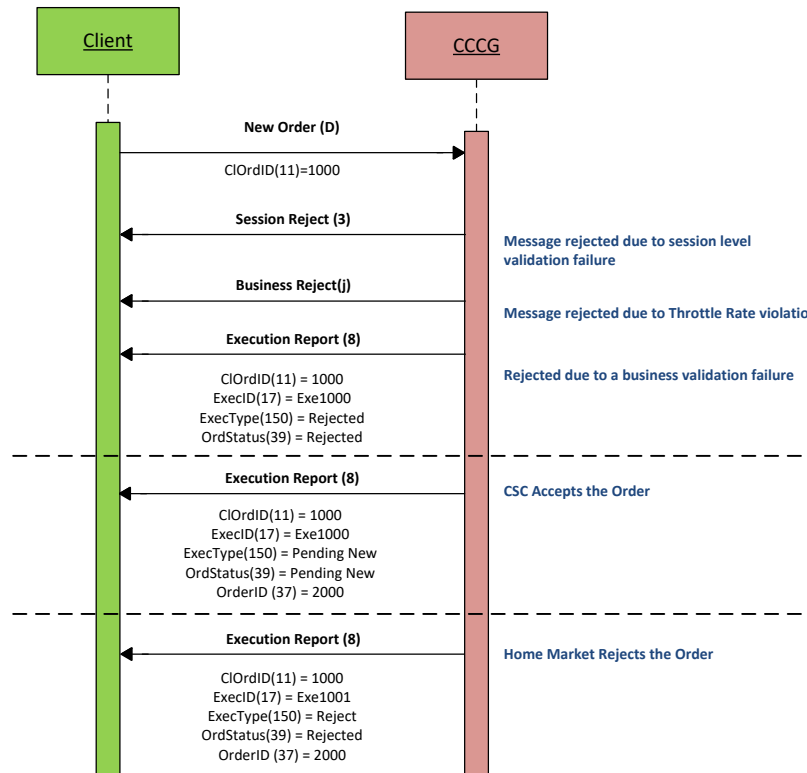 Client
CCCG
New Order (D)
ClOrdID(11)=1000
Session Reject (3)
Message rejected due to session level
validation failure
Business Reject(j)
Message rejected due to Throttle Rate violatio
Execution Report (8)
Rejected due to a business validation failure
ClOrdID(11) = 1000
ExecID(17) = Exe1000
ExecType(150) = Rejected
OrdStatus(39) = Rejected
Execution Report (8)
CSC Accepts the Order
ClOrdID(11) = 1000
ExecID(17) = Exe1000
ExecType(150) = Pending New
OrdStatus(39) = Pending New
OrderID (37) = 2000
Execution Report (8)
Home Market Rejects the Order
ClOrdID(11) = 1000
ExecID(17) = Exe1001
ExecType(150) = Reject
OrdStatus(39) = Rejected
OrderID (37) = 2000